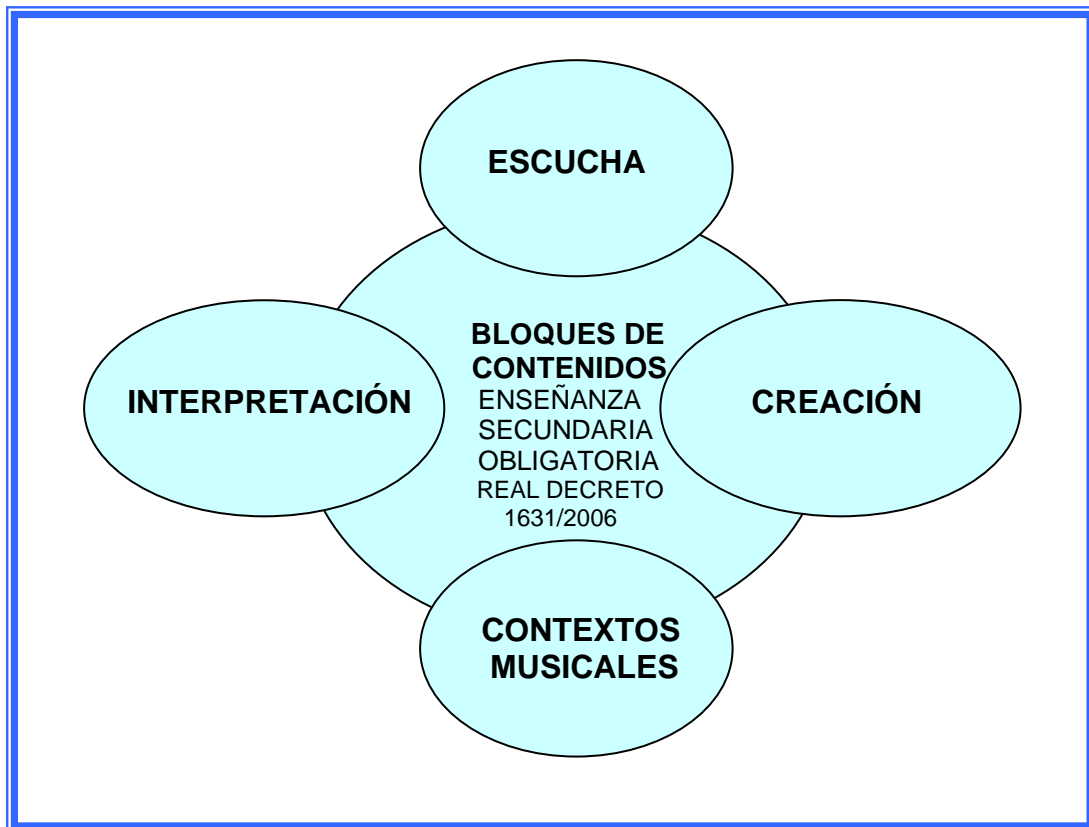 ESCUCHA
INTERPRETACIÓN
BLOQUES DE
CONTENIDOS
ENSEÑANZA
SECUNDARIA
OBLIGATORIA
REAL DECRETO
1631/2006
CREACIÓN
CONTEXTOS
MUSICALES